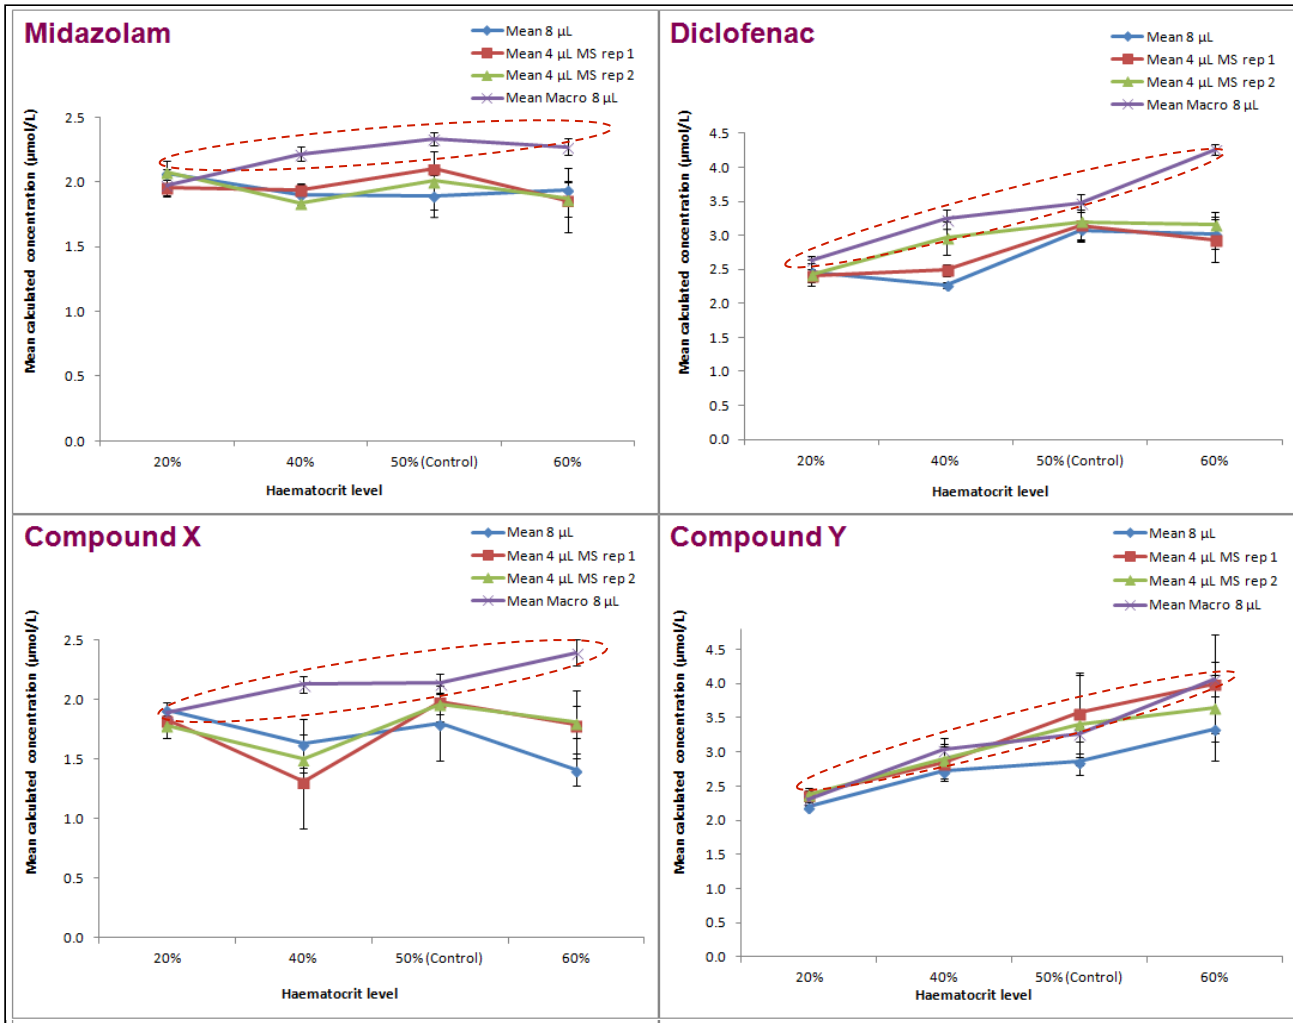 Midazolam
Mean 8 µL
Mean 4 µL MS rep 1
Mean 4 µL MS rep 2
Mean Macro 8 µL
Mean calculated concentration (µmol/L)
2.5
2.0
1.5
1.0
0.5
0.0
20%
40%
50% (Control)
60%
Haematocrit level
Diclofenac
Mean 8 µL
Mean 4 µL MS rep 1
Mean 4 µL MS rep 2
Mean Macro 8 µL
Mean calculated concentration (µmol/L)
4.5
4.0
3.5
3.0
2.5
2.0
1.5
1.0
0.5
0.0
20%
40%
50% (Control)
60%
Haematocrit level
Compound X
Mean 8 µL
Mean 4 µL MS rep 1
Mean 4 µL MS rep 2
Mean Macro 8 µL
Mean calculated concentration (µmol/L)
2.5
2.0
1.5
1.0
0.5
0.0
20%
40%
50% (Control)
60%
Haematocrit level
Compound Y
Mean 8 µL
Mean 4 µL MS rep 1
Mean 4 µL MS rep 2
Mean Macro 8 µL
Mean calculated concentration (µmol/L)
4.5
4.0
3.5
3.0
2.5
2.0
1.5
1.0
0.5
0.0
20%
40%
50% (Control)
60%
Haematocrit level